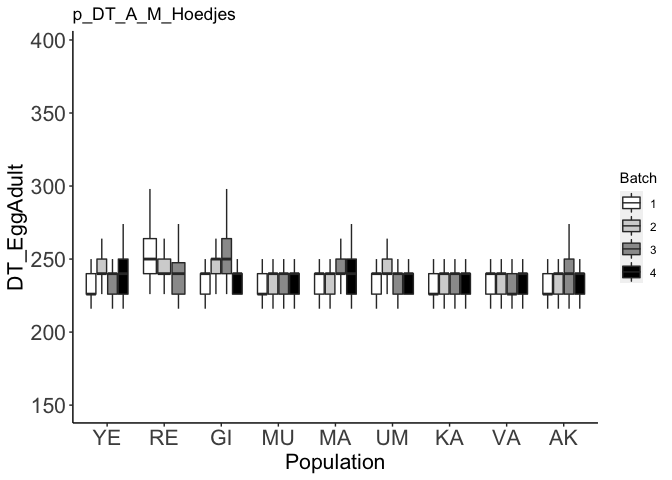 p_DT_A_M_Hoedjes
400
350
300
250
200
150
DT_EggAdult
YE RE GI MU MA UM KA VA AK
Population
Batch
1
2
3
4